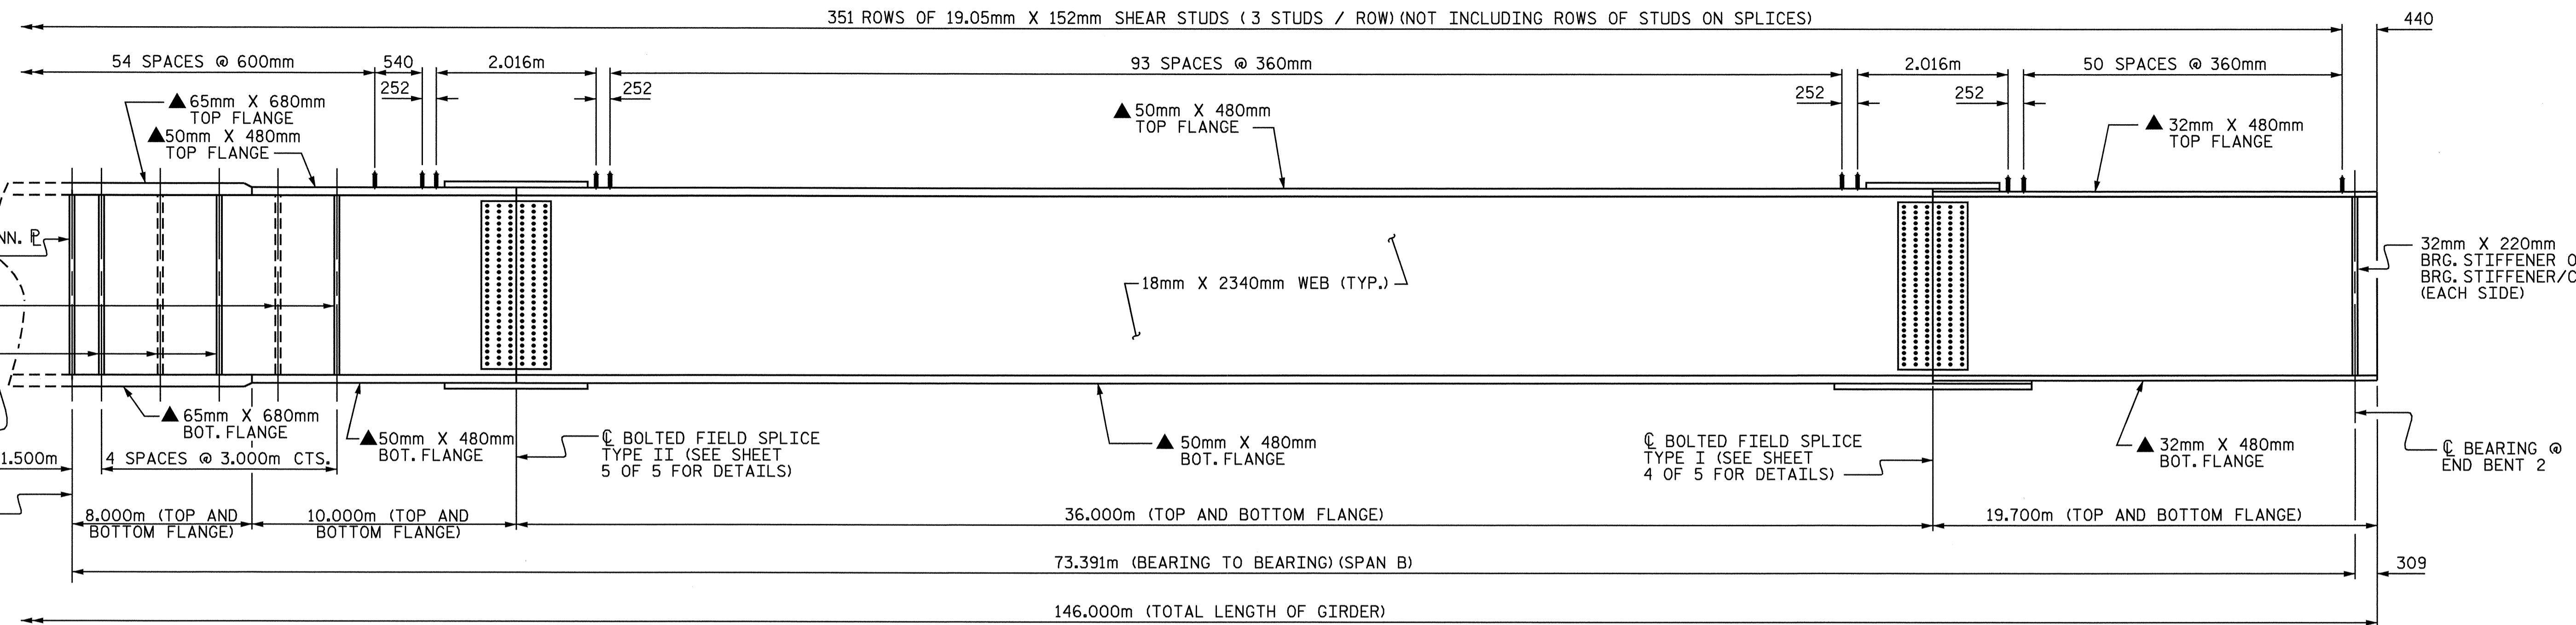 351 ROWS OF 19.05mm X 152mm SHEAR STUDS (3 STUDS / ROW)(NOT INCLUDING ROWS OF STUDS ON SPLICES)
440
54 SPACES @ 600mm
540
2.016m
93 SPACES @ 360mm
2.016m
50 SPACES @ 360mm
252
252
252
252
▲ 65mm X 680mm
TOP FLANGE
▲ 50mm X 480mm
TOP FLANGE
▲ 50mm X 480mm
TOP FLANGE
▲ 32mm X 480mm
TOP FLANGE
NN. PL
18mm X 2340mm WEB (TYP.)
32mm X 220mm
BRG. STIFFENER O
BRG. STIFFENER/C
(EACH SIDE)
▲ 65mm X 680mm
BOT. FLANGE
▲ 50mm X 480mm
BOT. FLANGE
℄ BOLTED FIELD SPLICE
TYPE II (SEE SHEET
5 OF 5 FOR DETAILS)
▲ 50mm X 480mm
BOT. FLANGE
℄ BOLTED FIELD SPLICE
TYPE I (SEE SHEET
4 OF 5 FOR DETAILS)
▲ 32mm X 480mm
BOT. FLANGE
℄ BEARING @
END BENT 2
1.500m
4 SPACES @ 3.000m CTS.
8.000m (TOP AND
BOTTOM FLANGE)
10.000m (TOP AND
BOTTOM FLANGE)
36.000m (TOP AND BOTTOM FLANGE)
19.700m (TOP AND BOTTOM FLANGE)
73.391m (BEARING TO BEARING)(SPAN B)
309
146.000m (TOTAL LENGTH OF GIRDER)